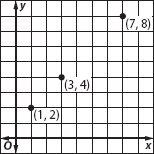 y
(7, 8)
(3, 4)
(1, 2)
O
x